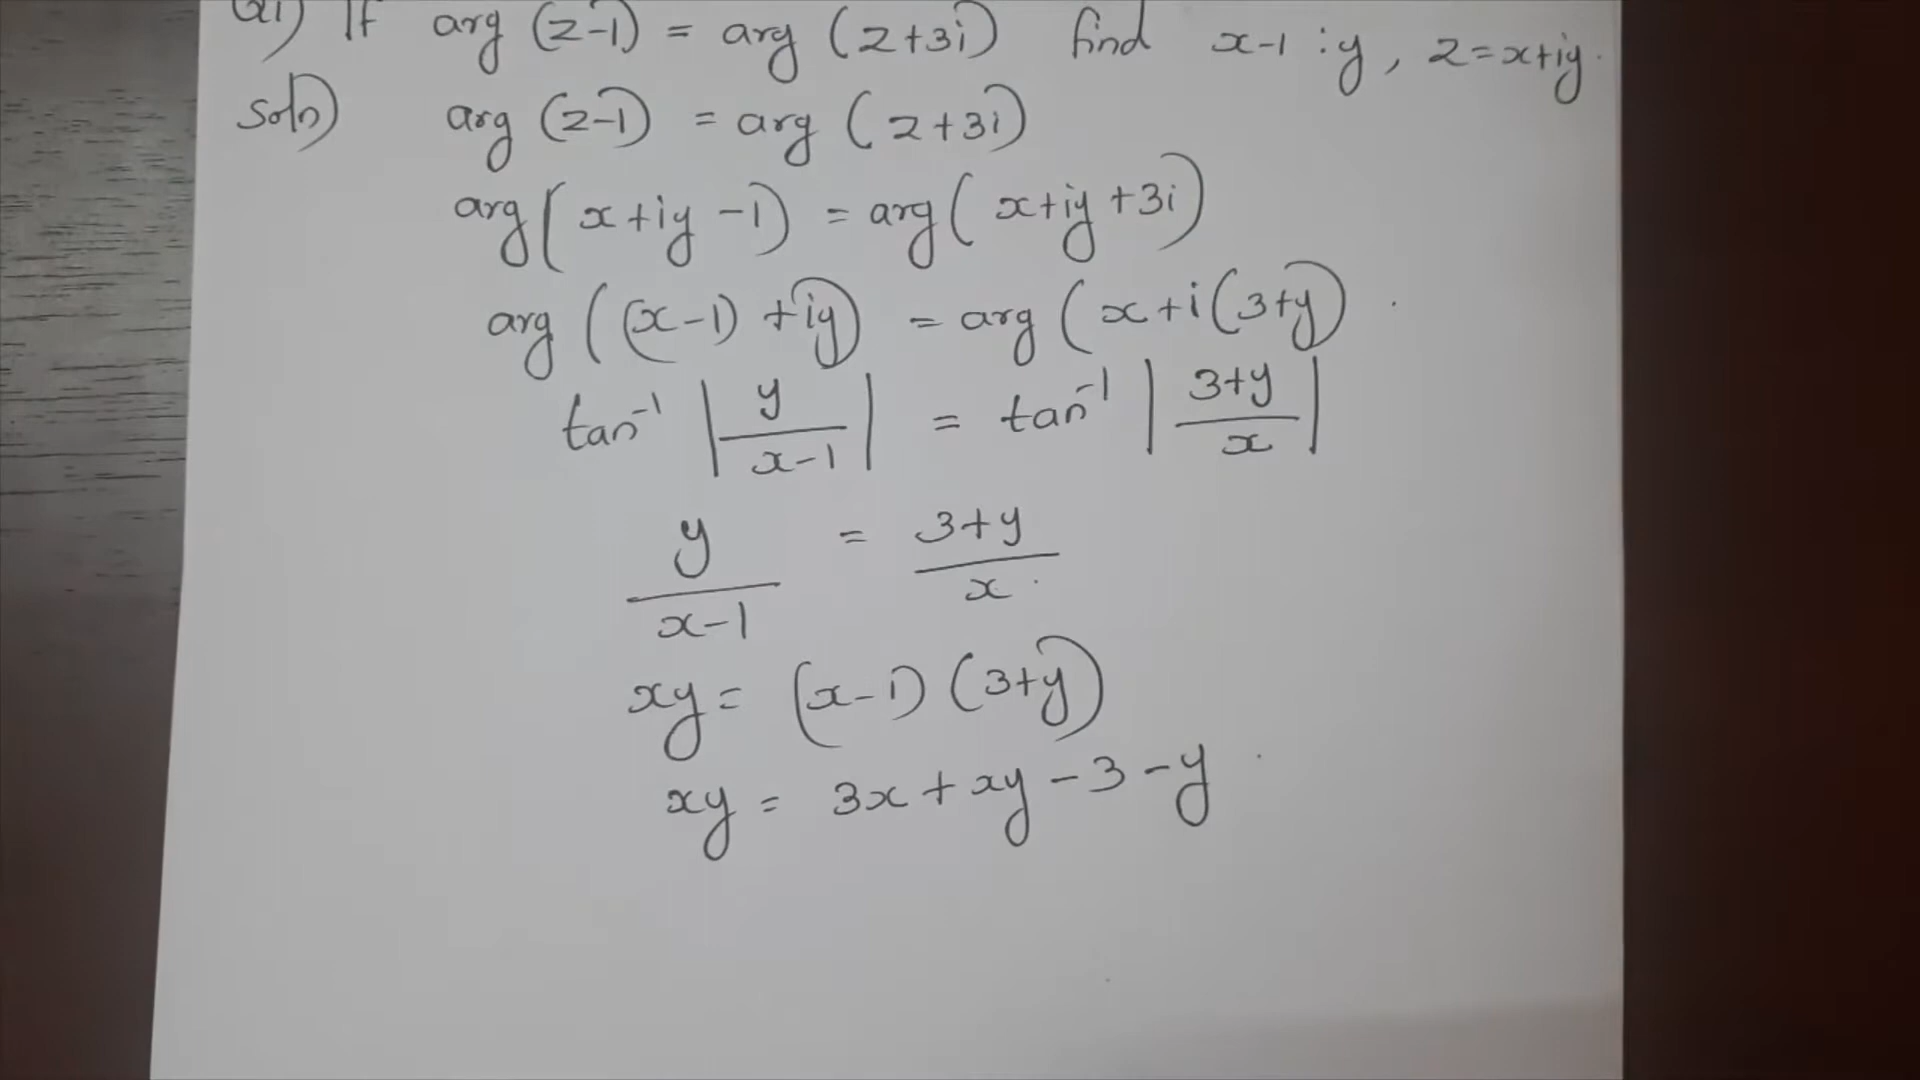 Q1) If arg (z-1) = arg (z+3i) find x-1 : y, z=x+iy.
Soln) arg (z-1) = arg (z+3i)
arg(x+iy-1) = arg(x+iy+3i)
arg((x-1)+iy) = arg(x+i(3+y)
tan⁻¹ |y/(x-1)| = tan⁻¹ |(3+y)/x|
y/(x-1) = (3+y)/x
xy = (x-1)(3+y)
xy = 3x+xy-3-y